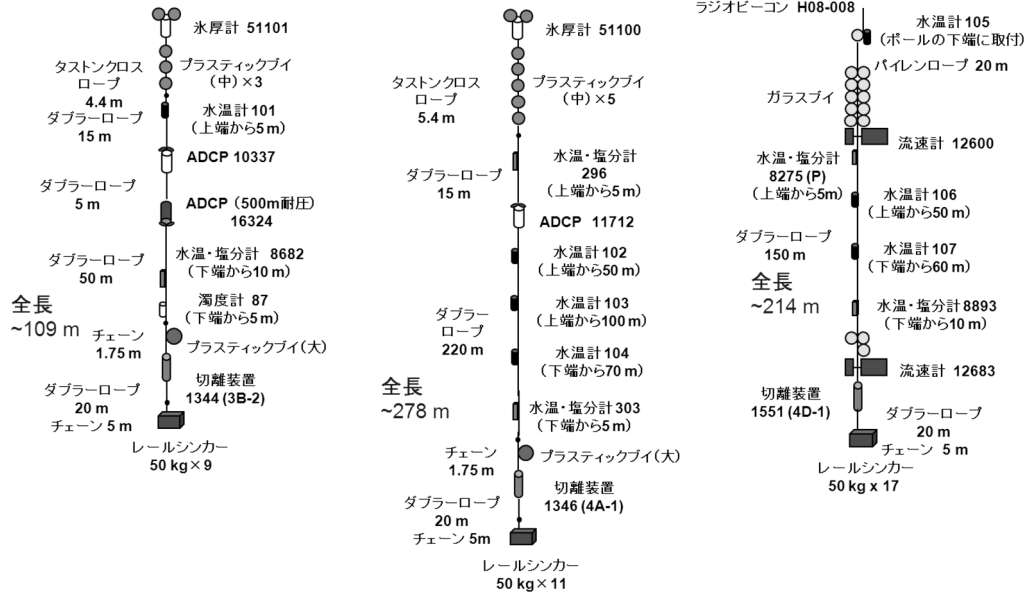 氷厚計 51101
タストンクロス
ロープ
4.4 m
プラスティックブイ
（中）×3
ダブラーロープ
15 m
水温計 101
（上端から5 m）
ADCP 10337
ダブラーロープ
5 m
ADCP （500m耐圧）
16324
ダブラーロープ
50 m
水温・塩分計 8682
（下端から10 m）
濁度計 87
（下端から5 m）
全長
~109 m
チェーン
1.75 m
プラスティックブイ（大）
切離装置
1344 (3B-2)
ダブラーロープ
20 m
チェーン 5 m
レールシンカー
50 kg×9
氷厚計 51100
タストンクロス
ロープ
5.4 m
プラスティックブイ
（中）×5
水温・塩分計
296
（上端から5 m）
ダブラーロープ
15 m
ADCP 11712
水温計 102
（上端から50 m）
水温計 103
（上端から100 m）
ダブラー
ロープ
220 m
水温計 104
（下端から70 m）
全長
~278 m
水温・塩分計303
（下端から5 m）
チェーン
1.75 m
プラスティックブイ（大）
切離装置
1346 (4A-1)
ダブラーロープ
20 m
チェーン 5m
レールシンカー
50 kg×11
ラジオビーコン H08-008
水温計 105
（ポールの下端に取付）
パイレンロープ 20 m
ガラスブイ
流速計 12600
水温・塩分計
8275 (P)
（上端から5m）
水温計 106
（上端から50 m）
ダブラーロープ
150 m
水温計 107
（下端から60 m）
全長
~214 m
水温・塩分計8893
（下端から10 m）
流速計 12683
切離装置
1551 (4D-1)
ダブラーロープ
20 m
チェーン 5 m
レールシンカー
50 kg x 17